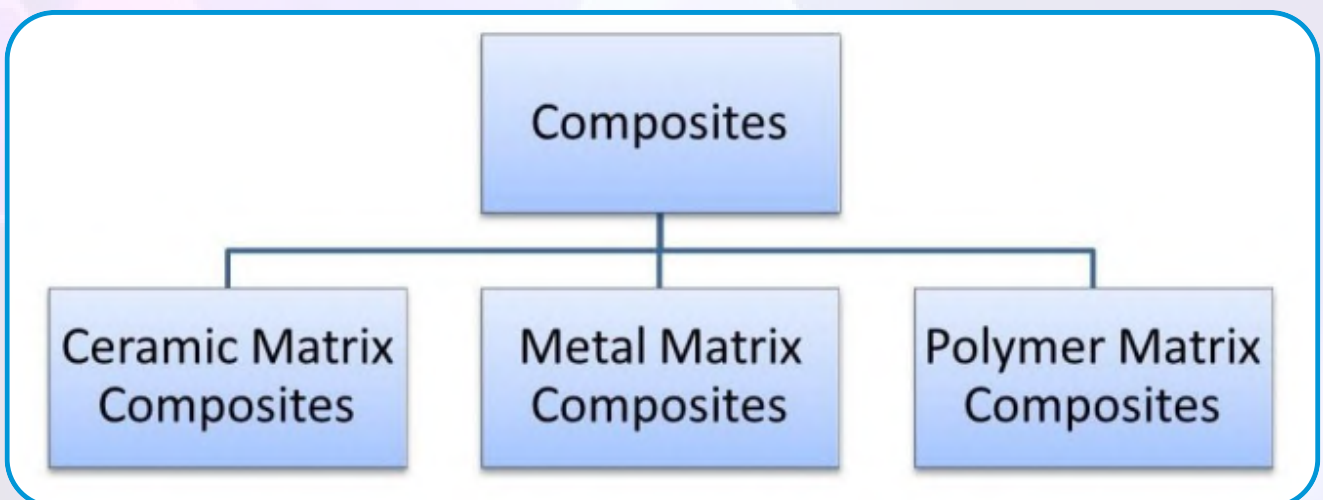 Composites
Ceramic Matrix
Composites
Metal Matrix
Composites
Polymer Matrix
Composites